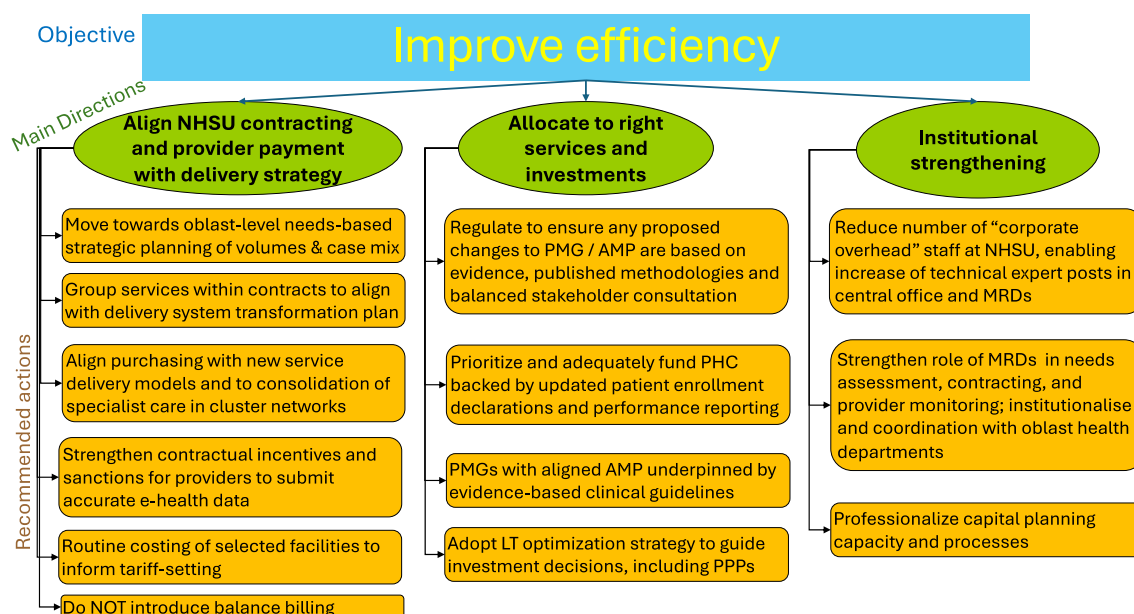 Objective
Improve efficiency
Main Directions
Align NHSU contracting
and provider payment
with delivery strategy
Allocate to right
services and
investments
Institutional
strengthening
Recommended actions
Move towards oblast-level needs-based
strategic planning of volumes & case mix
Group services within contracts to align
with delivery system transformation plan
Align purchasing with new service
delivery models and to consolidation of
specialist care in cluster networks
Strengthen contractual incentives and
sanctions for providers to submit
accurate e-health data
Routine costing of selected facilities to
inform tariff-setting
Do NOT introduce balance billing
Regulate to ensure any proposed
changes to PMG / AMP are based on
evidence, published methodologies and
balanced stakeholder consultation
Prioritize and adequately fund PHC
backed by updated patient enrollment
declarations and performance reporting
PMGs with aligned AMP underpinned by
evidence-based clinical guidelines
Adopt LT optimization strategy to guide
investment decisions, including PPPs
Reduce number of “corporate
overhead” staff at NHSU, enabling
increase of technical expert posts in
central office and MRDs
Strengthen role of MRDs in needs
assessment, contracting, and
provider monitoring; institutionalise
and coordination with oblast health
departments
Professionalize capital planning
capacity and processes